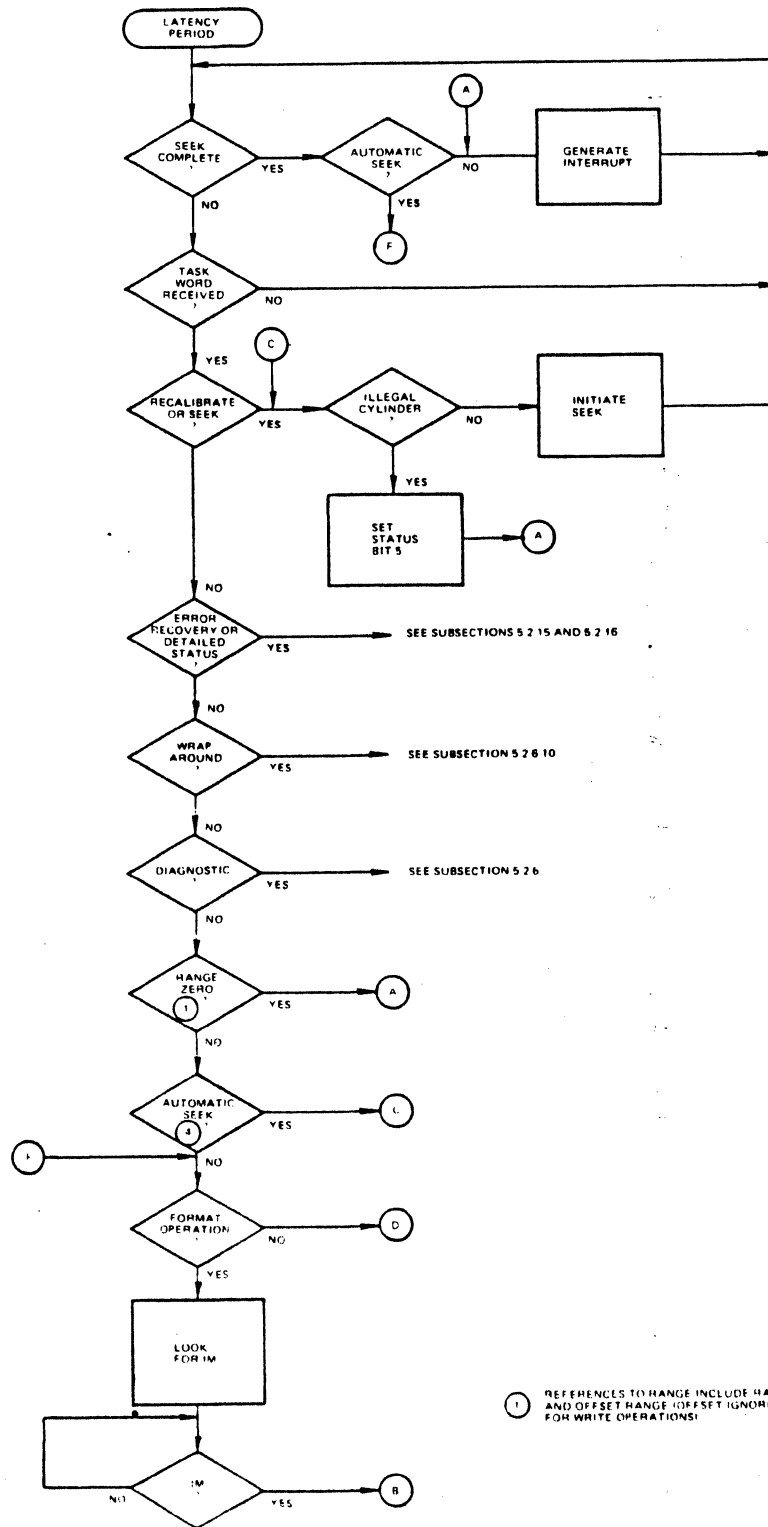 LATENCY
PERIOD
A
SEEK
COMPLETE
?
YES
AUTOMATIC
SEEK
?
NO
GENERATE
INTERRUPT
NO
YES
F
TASK
WORD
RECEIVED
?
NO
YES
C
RECALIBRATE
OR SEEK
?
YES
ILLEGAL
CYLINDER
?
NO
INITIATE
SEEK
YES
SET
STATUS
BIT 5
A
NO
ERROR
RECOVERY OR
DETAILED
STATUS
?
YES
SEE SUBSECTIONS 5.2.15 AND 5.2.16
NO
WRAP
AROUND
?
YES
SEE SUBSECTION 5.2.6.10
NO
DIAGNOSTIC
?
YES
SEE SUBSECTION 5.2.6
NO
RANGE
ZERO
?
1
YES
A
NO
AUTOMATIC
SEEK
?
4
YES
C
NO
FORMAT
OPERATION
?
NO
D
YES
LOOK
FOR IM
1
REFERENCES TO RANGE INCLUDE
AND OFFSET RANGE (OFFSET
FOR WRITE OPERATIONS)
IM
?
NO
YES
B